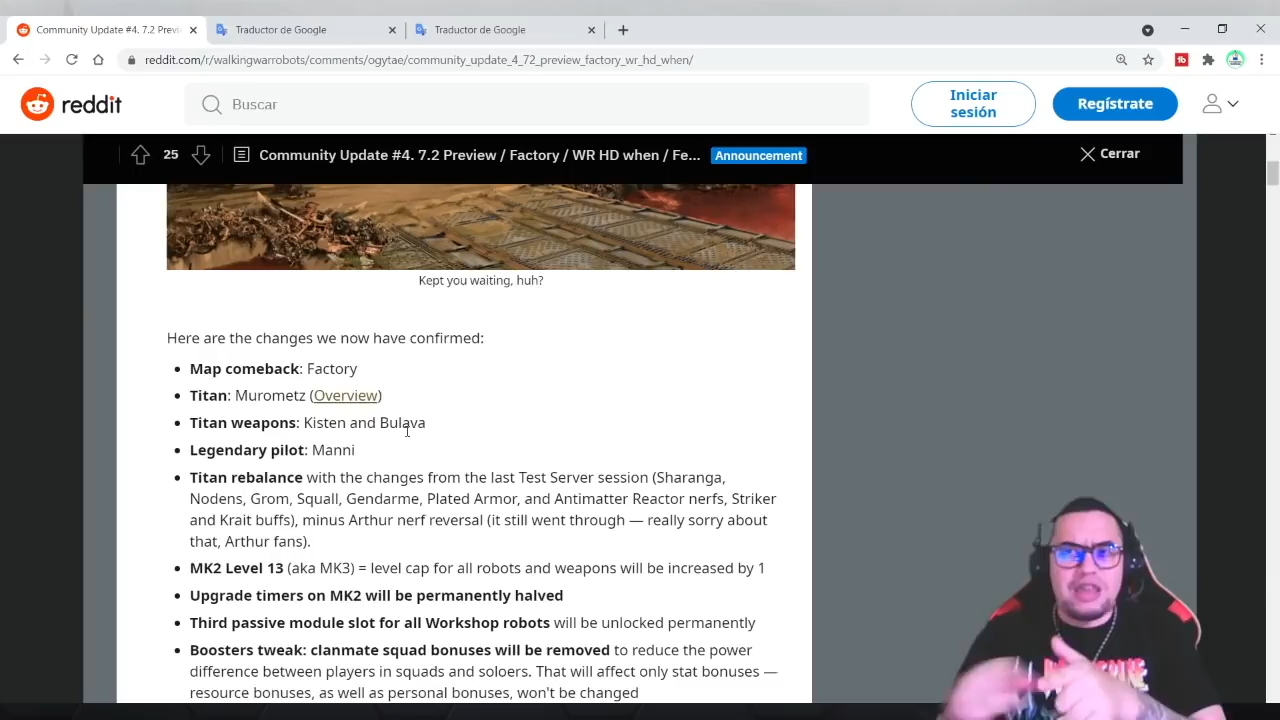 Community Update #4. 7.2 Previ
Traductor de Google
Traductor de Google
reddit.com/r/walkingwarrobots/comments/ogytae/community_update_4_72_preview_factory_wr_hd_when/
reddit
Buscar
Iniciar
sesión
Regístrate
25
Community Update #4. 7.2 Preview / Factory / WR HD when / Fe...
Announcement
Cerrar
Kept you waiting, huh?
Here are the changes we now have confirmed:
• Map comeback: Factory
• Titan: Murometz (Overview)
• Titan weapons: Kisten and Bulava
• Legendary pilot: Manni
• Titan rebalance with the changes from the last Test Server session (Sharanga,
Nodens, Grom, Squall, Gendarme, Plated Armor, and Antimatter Reactor nerfs, Striker
and Krait buffs), minus Arthur nerf reversal (it still went through — really sorry about
that, Arthur fans).
• MK2 Level 13 (aka MK3) = level cap for all robots and weapons will be increased by 1
• Upgrade timers on MK2 will be permanently halved
• Third passive module slot for all Workshop robots will be unlocked permanently
• Boosters tweak: clanmate squad bonuses will be removed to reduce the power
difference between players in squads and soloers. That will affect only stat bonuses —
resource bonuses, as well as personal bonuses, won't be changed